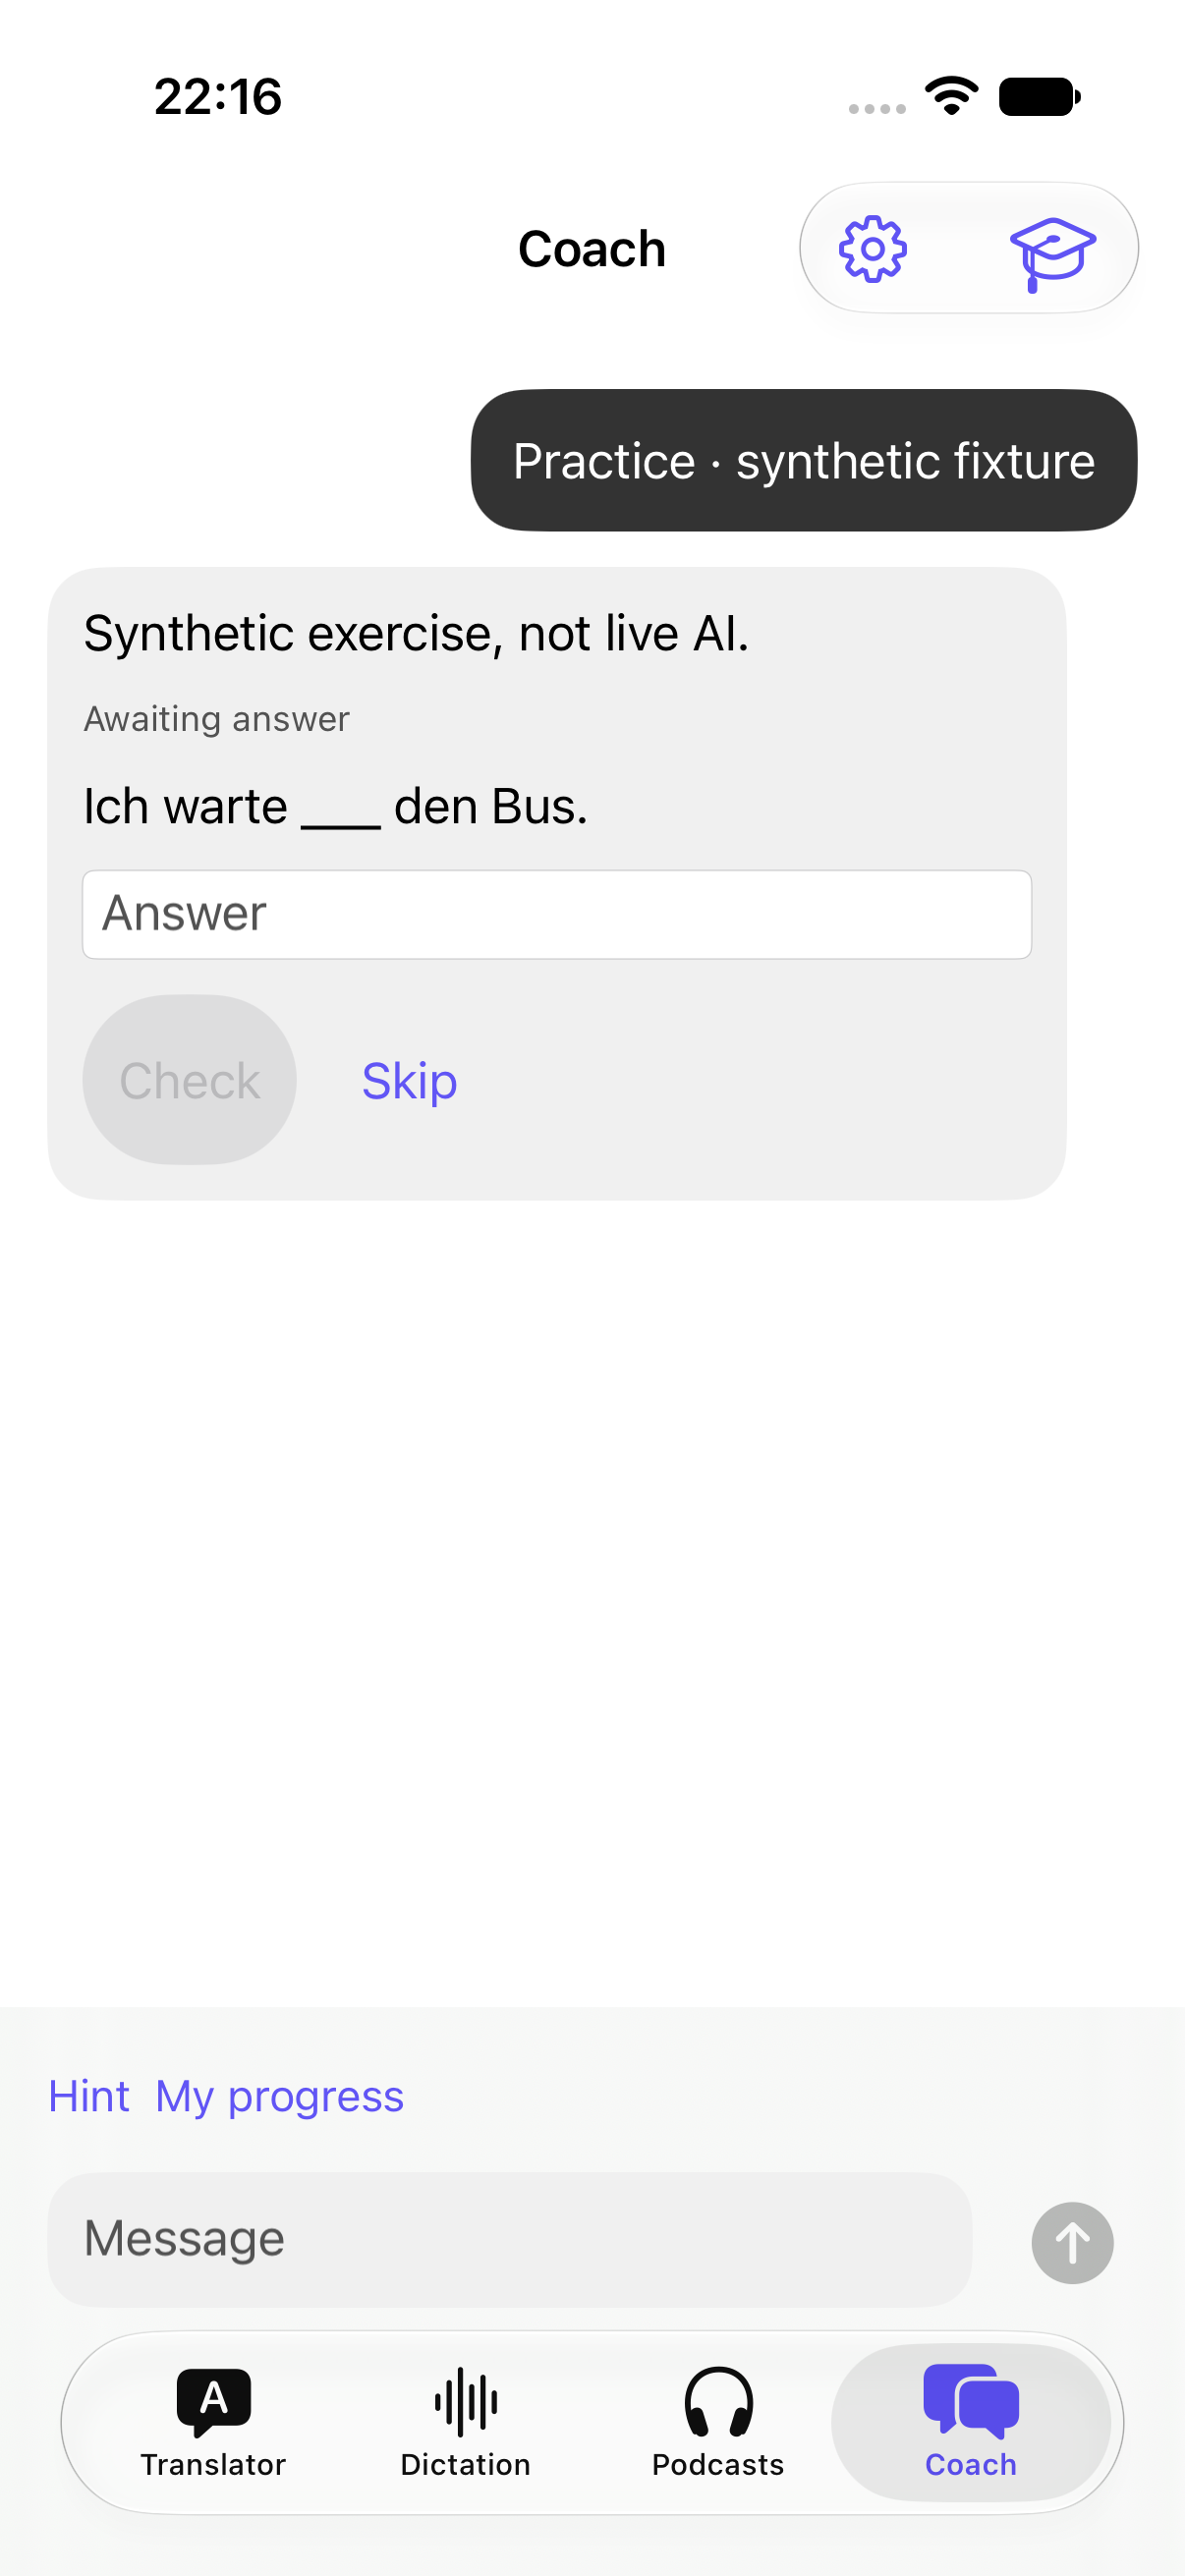 22:16
Coach
Practice · synthetic fixture
Synthetic exercise, not live AI.
Awaiting answer
Ich warte ____ den Bus.
Answer
Check Skip
Hint My progress
Message
A
Translator Dictation Podcasts Coach